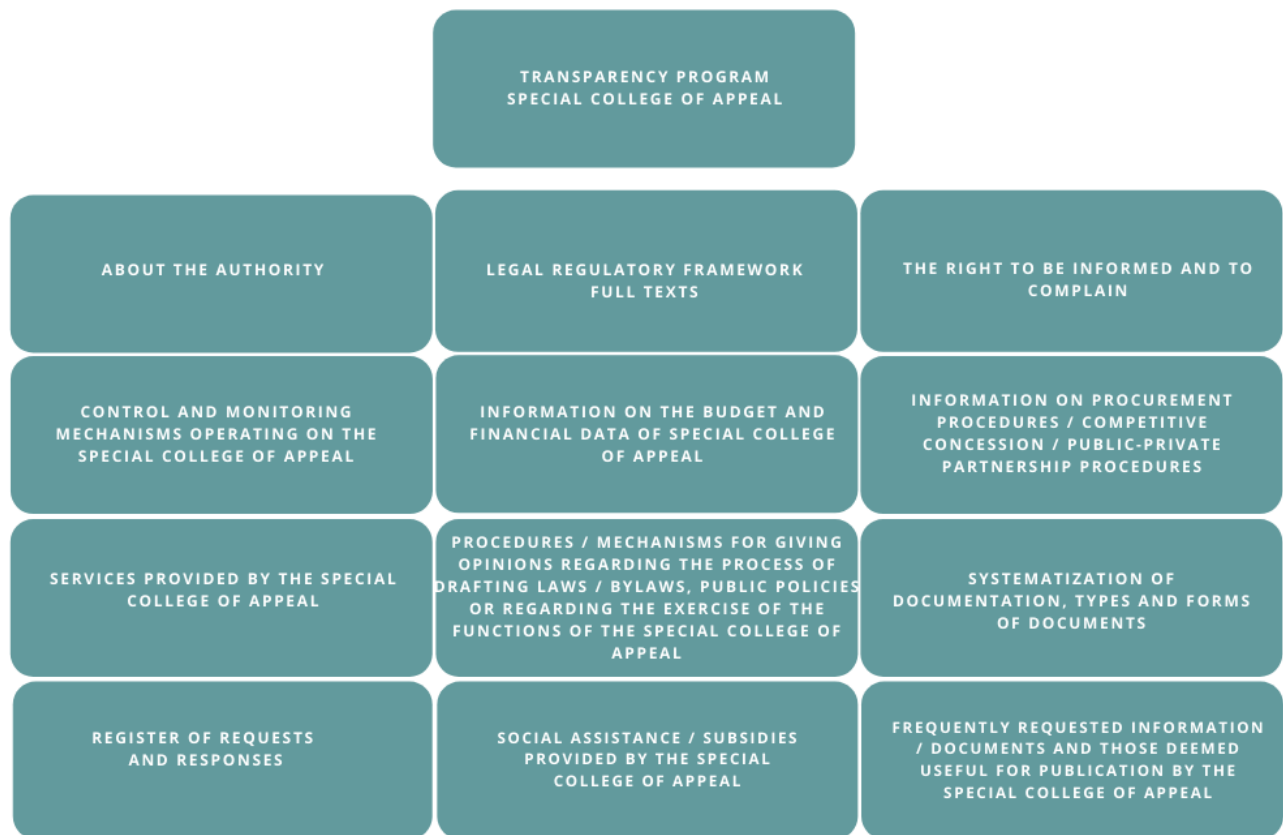 TRANSPARENCY PROGRAM
SPECIAL COLLEGE OF APPEAL
ABOUT THE AUTHORITY
LEGAL REGULATORY FRAMEWORK
FULL TEXTS
THE RIGHT TO BE INFORMED AND TO
COMPLAIN
CONTROL AND MONITORING
MECHANISMS OPERATING ON THE
SPECIAL COLLEGE OF APPEAL
INFORMATION ON THE BUDGET AND
FINANCIAL DATA OF SPECIAL COLLEGE
OF APPEAL
INFORMATION ON PROCUREMENT
PROCEDURES / COMPETITIVE
CONCESSION / PUBLIC-PRIVATE
PARTNERSHIP PROCEDURES
SERVICES PROVIDED BY THE SPECIAL
COLLEGE OF APPEAL
PROCEDURES / MECHANISMS FOR GIVING
OPINIONS REGARDING THE PROCESS OF
DRAFTING LAWS / BYLAWS, PUBLIC POLICIES
OR REGARDING THE EXERCISE OF THE
FUNCTIONS OF THE SPECIAL COLLEGE OF
APPEAL
SYSTEMATIZATION OF
DOCUMENTATION, TYPES AND FORMS
OF DOCUMENTS
REGISTER OF REQUESTS
AND RESPONSES
SOCIAL ASSISTANCE / SUBSIDIES
PROVIDED BY THE SPECIAL
COLLEGE OF APPEAL
FREQUENTLY REQUESTED INFORMATION
/ DOCUMENTS AND THOSE DEEMED
USEFUL FOR PUBLICATION BY THE
SPECIAL COLLEGE OF APPEAL